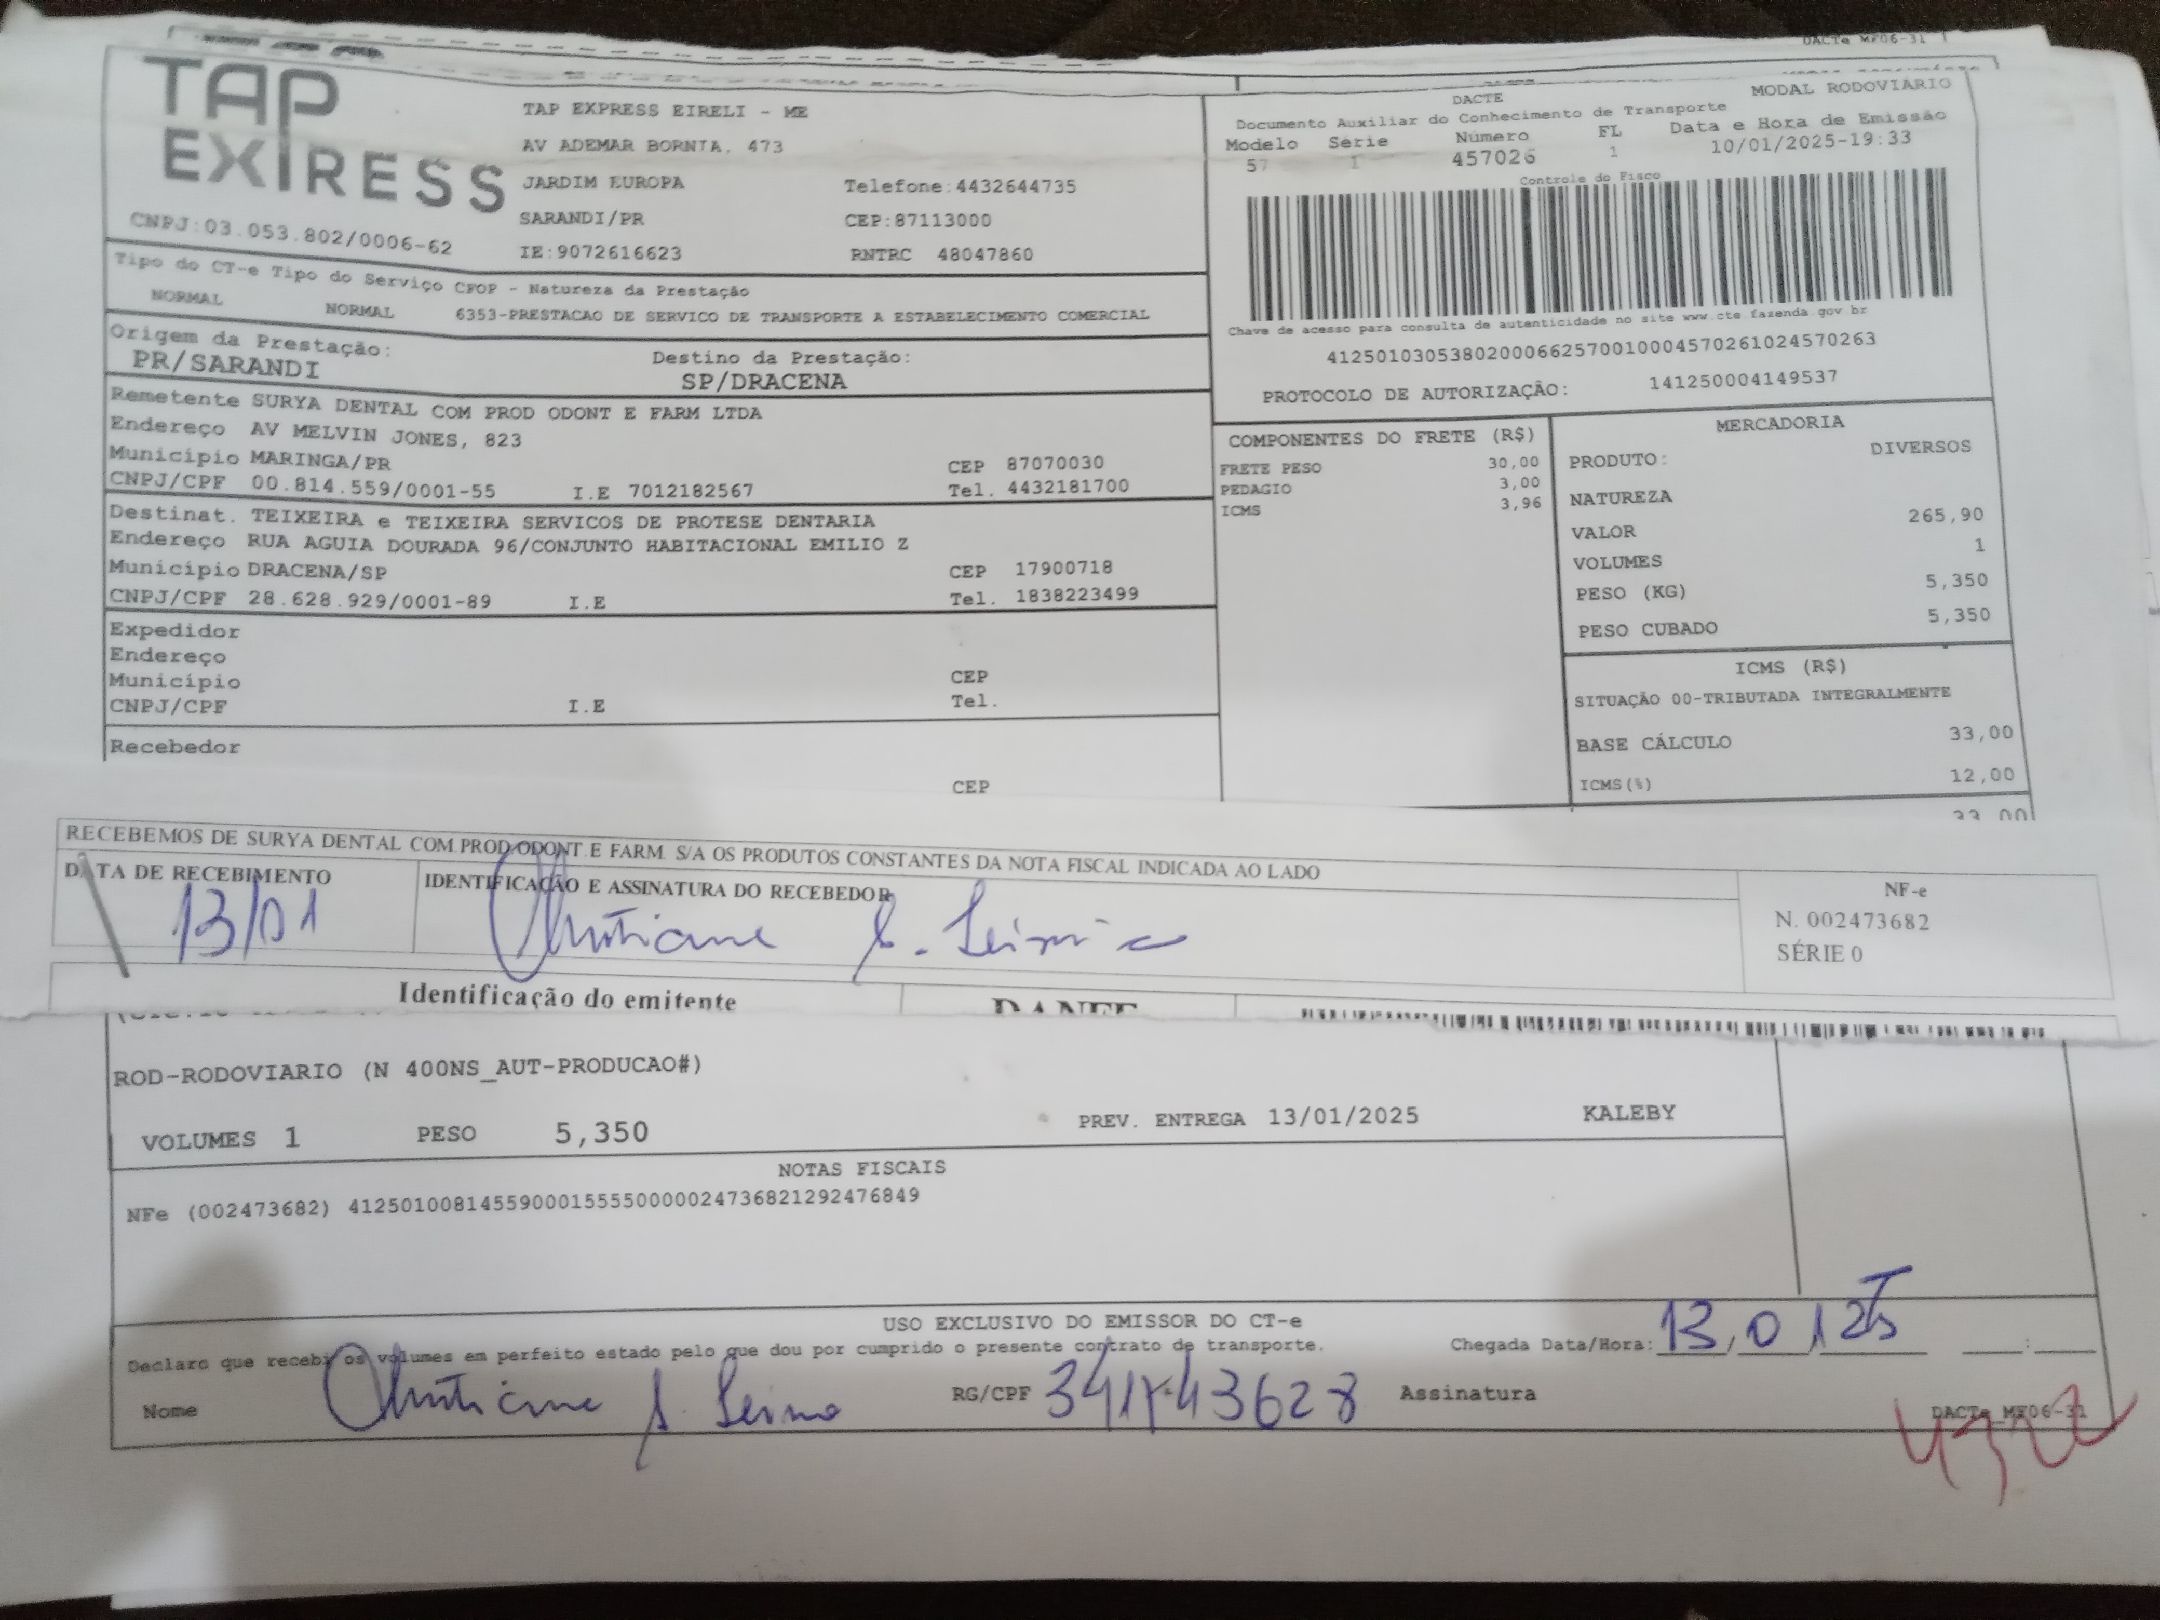 DACTe MF06-31
TAP
EXPRESS
CNPJ:03.053.802/0006-62
TAP EXPRESS EIRELI - ME
AV ADEMAR BORNIA, 473
JARDIM EUROPA Telefone:4432644735
SARANDI/PR CEP:87113000
IE:9072616623 RNTRC 48047860
DACTE MODAL RODOVIÁRIO
Documento Auxiliar do Conhecimento de Transporte
Modelo Série Número FL Data e Hora de Emissão
57 1 457026 1 10/01/2025-19:33
Controle do Fisco
Chave de acesso para consulta de autenticidade no site www.cte fazenda.gov br
41250103053802000662570010004570261024570263
PROTOCOLO DE AUTORIZAÇÃO: 141250004149537
Tipo do CT-e Tipo do Serviço CFOP - Natureza da Prestação
NORMAL NORMAL 6353-PRESTACAO DE SERVICO DE TRANSPORTE A ESTABELECIMENTO COMERCIAL
Origem da Prestação: Destino da Prestação:
PR/SARANDI SP/DRACENA
Remetente SURYA DENTAL COM PROD ODONT E FARM LTDA
Endereço AV MELVIN JONES, 823
Município MARINGA/PR CEP 87070030
CNPJ/CPF 00.814.559/0001-55 I.E 7012182567 Tel. 4432181700
Destinat. TEIXEIRA e TEIXEIRA SERVICOS DE PROTESE DENTARIA
Endereço RUA AGUIA DOURADA 96/CONJUNTO HABITACIONAL EMILIO Z
Município DRACENA/SP CEP 17900718
CNPJ/CPF 28.628.929/0001-89 I.E Tel. 1838223499
Expedidor
Endereço
Município CEP
CNPJ/CPF I.E Tel.
Recebedor
CEP
COMPONENTES DO FRETE (R$)
FRETE PESO 30,00
PEDAGIO 3,00
ICMS 3,96
MERCADORIA
PRODUTO: DIVERSOS
NATUREZA
VALOR 265,90
VOLUMES 1
PESO (KG) 5,350
PESO CUBADO 5,350
ICMS (R$)
SITUAÇÃO 00-TRIBUTADA INTEGRALMENTE
BASE CÁLCULO 33,00
ICMS(%) 12,00
33,00
RECEBEMOS DE SURYA DENTAL COM.PROD.ODONT.E FARM. S/A OS PRODUTOS CONSTANTES DA NOTA FISCAL INDICADA AO LADO
DATA DE RECEBIMENTO IDENTIFICAÇÃO E ASSINATURA DO RECEBEDOR
13/01
NF-e
N. 002473682
SÉRIE 0
Identificação do emitente DANFE
ROD-RODOVIARIO (N 400NS_AUT-PRODUCAO#)
VOLUMES 1 PESO 5,350 PREV. ENTREGA 13/01/2025 KALEBY
NOTAS FISCAIS
NFe (002473682) 41250100814559000155550000024736821292476849
USO EXCLUSIVO DO EMISSOR DO CT-e
Declaro que recebi os volumes em perfeito estado pelo que dou por cumprido o presente contrato de transporte. Chegada Data/Hora: 13/01/25
Nome RG/CPF Assinatura
DACTe_MF06-31